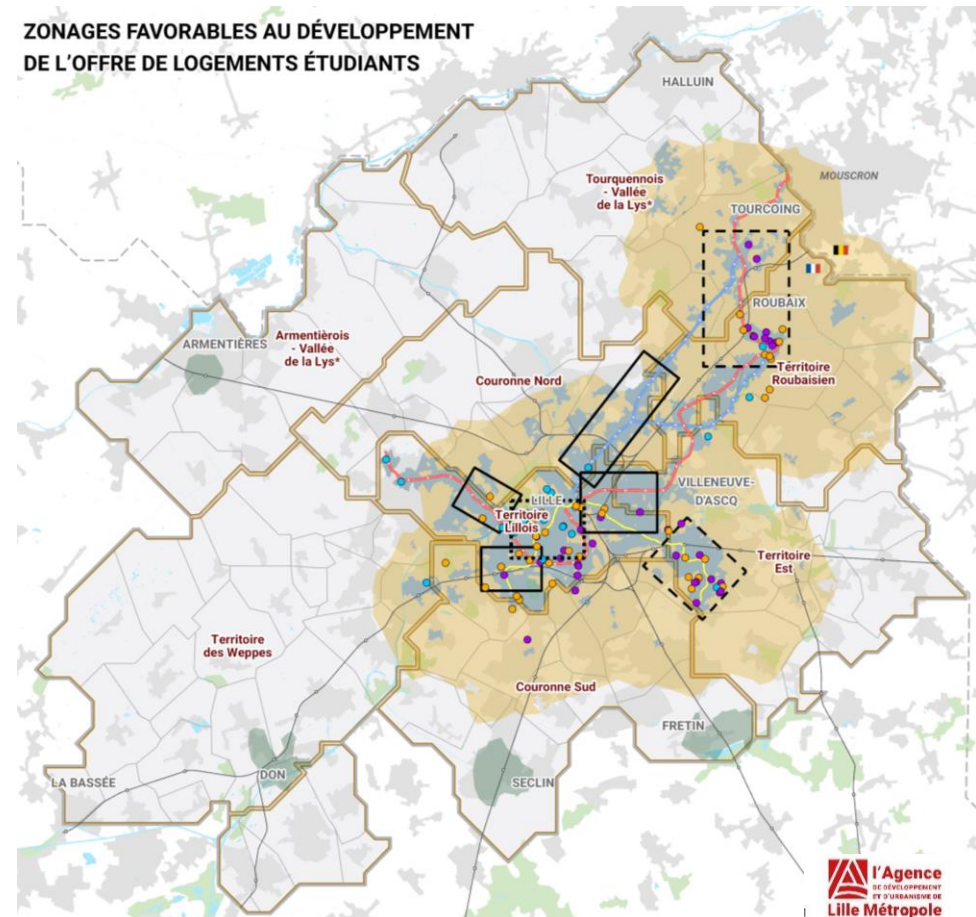 ZONAGES FAVORABLES AU DÉVELOPPEMENT
DE L'OFFRE DE LOGEMENTS ÉTUDIANTS
HALLUIN
Tourquennois
- Vallée
de la Lys*
MOUSCRON
TOURCOING
ROUBAIX
ARMENTIÈRES
Armentièrois
- Vallée
de la Lys*
Couronne Nord
Térritoire
Roubaisien
LILLE
VILLENEUVE-
D'ASCQ
Territoire
Lillois
Territoire
Est
Territoire
des Weppes
Couronne Sud
FRETIN
LA BASSÉE
DON
SECLIN
l'Agence
DE DÉVELOPPEMENT
ET D'URBANISME DE
Lille Métropole